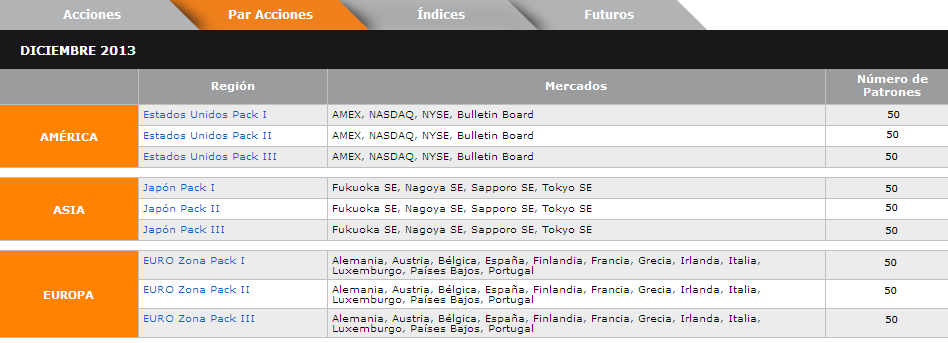 Acciones Par Acciones Índices Futuros
DICIEMBRE 2013
Región Mercados Número de
Patrones
AMÉRICA
Estados Unidos Pack I AMEX, NASDAQ, NYSE, Bulletin Board 50
Estados Unidos Pack II AMEX, NASDAQ, NYSE, Bulletin Board 50
Estados Unidos Pack III AMEX, NASDAQ, NYSE, Bulletin Board 50
ASIA
Japón Pack I Fukuoka SE, Nagoya SE, Sapporo SE, Tokyo SE 50
Japón Pack II Fukuoka SE, Nagoya SE, Sapporo SE, Tokyo SE 50
Japón Pack III Fukuoka SE, Nagoya SE, Sapporo SE, Tokyo SE 50
EUROPA
EURO Zona Pack I Alemania, Austria, Bélgica, España, Finlandia, Francia, Grecia, Irlanda, Italia, 50
Luxemburgo, Países Bajos, Portugal
EURO Zona Pack II Alemania, Austria, Bélgica, España, Finlandia, Francia, Grecia, Irlanda, Italia, 50
Luxemburgo, Países Bajos, Portugal
EURO Zona Pack III Alemania, Austria, Bélgica, España, Finlandia, Francia, Grecia, Irlanda, Italia, 50
Luxemburgo, Países Bajos, Portugal